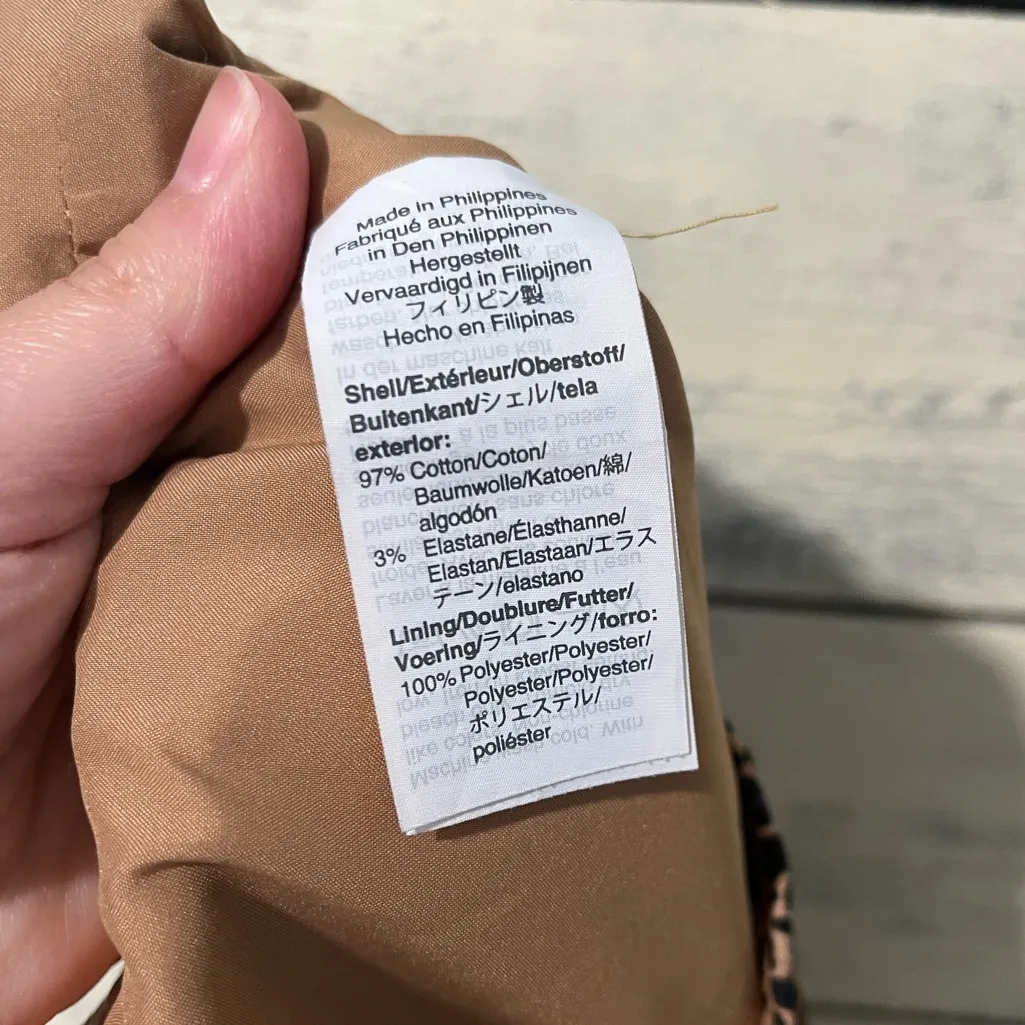 Made in Philippines
Fabriqué aux Philippines
in Den Philippinen
Hergestellt
Vervaardigd in Filipijnen
フィリピン製
Hecho en Filipinas
Shell/Extérieur/Oberstoff/
Buitenkant/シェル/tela
exterior:
97% Cotton/Coton/
Baumwolle/Katoen/綿/
algodón
3% Elastane/Élasthanne/
Elastan/Elastaan/エラス
テーン/elastano
Lining/Doublure/Futter/
Voering/ライニング/forro:
100% Polyester/Polyester/
Polyester/Polyester/
ポリエステル/
poliéster